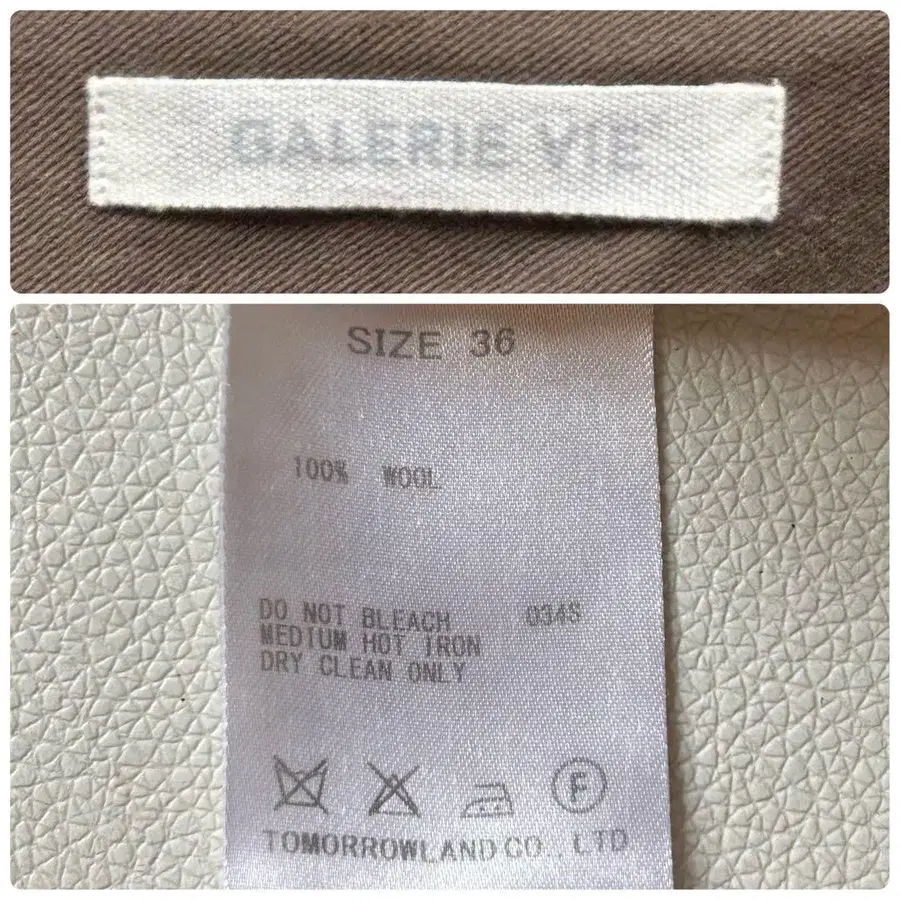 GALERIE VIE
SIZE 36
100% WOOL
DO NOT BLEACH 034S
MEDIUM HOT IRON
DRY CLEAN ONLY
F
TOMORROWLAND CO., LTD